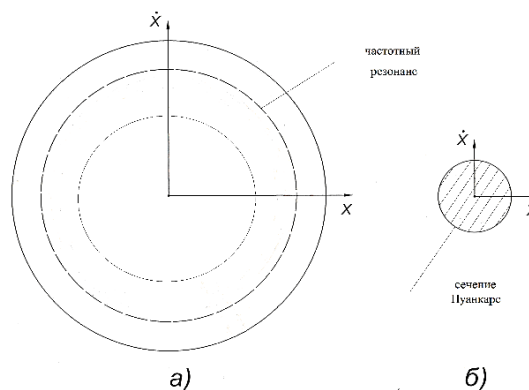 Ẋ
частотный
резонанс
X
Ẋ
сечение
Пуанкаре
а)
б)